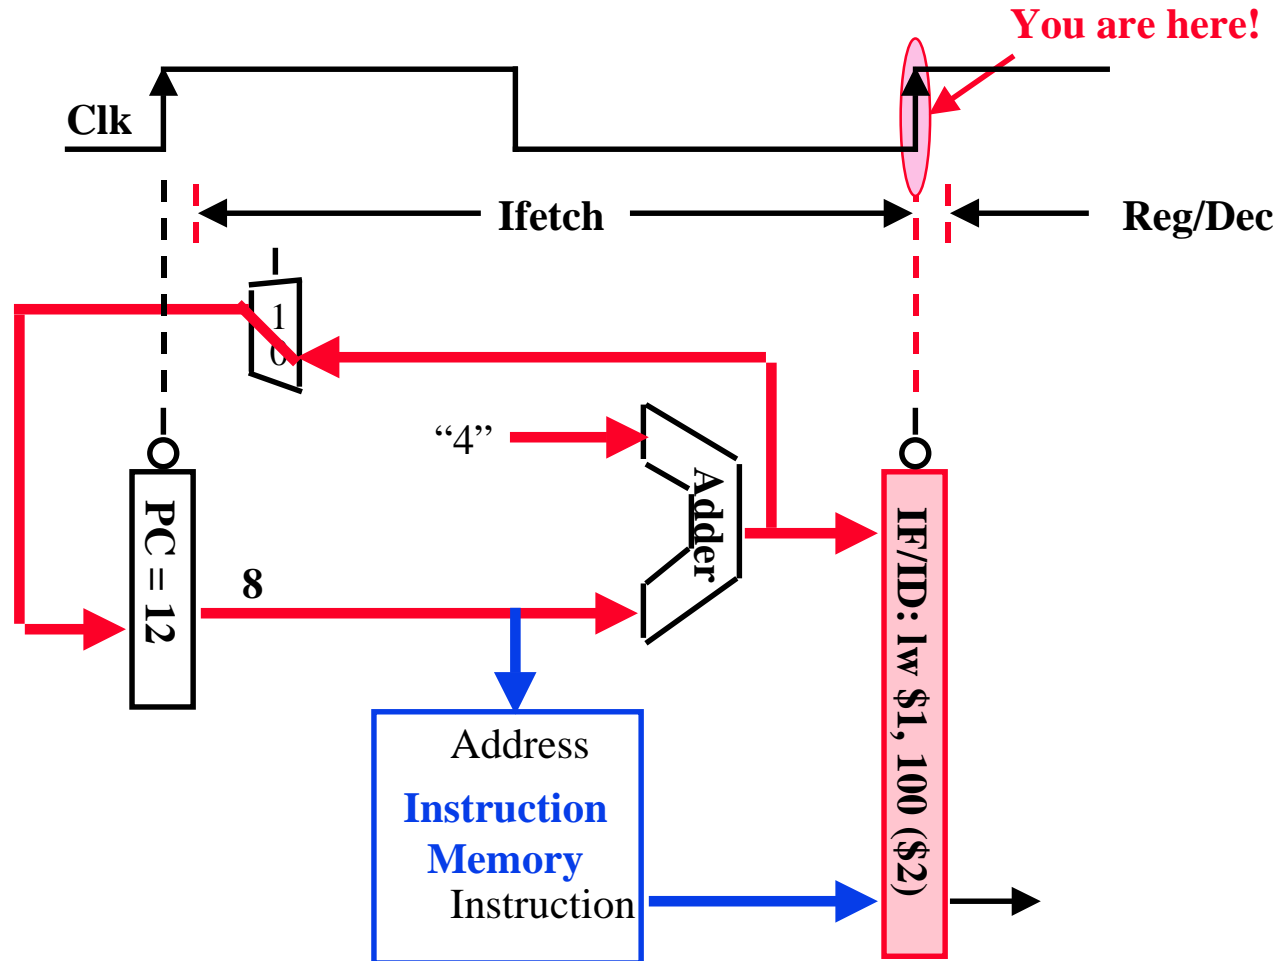 You are here!
Clk
Ifetch
Reg/Dec
1
0
“4”
Adder
PC = 12
8
IF/ID: lw $1, 100 ($2)
Address
Instruction
Memory
Instruction